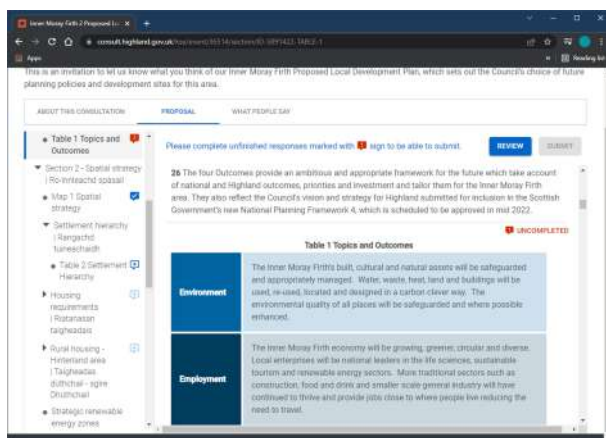 Inner Moray Firth 2 Proposed Lo
consult.highland.gov.uk
Apps
Reading list
This is an invitation to let us know what you think of our Inner Moray Firth Proposed Local Development Plan, which sets out the Council's choice of future
planning policies and development sites for this area.
ABOUT THIS CONSULTATION
PROPOSAL
WHAT PEOPLE SAY
Table 1 Topics and
Outcomes
Section 2 - Spatial strategy
Map 1 Spatial
strategy
Settlement hierarchy
| Rangachd
Table 2 Settlement
Hierarchy
Housing
requirements
| Riatanasan
taigheadais
Rural housing -
Hinterland area
| Taigheadas
dùthchail - sgìre
Strategic renewable
energy zones
Please complete unfinished responses marked with sign to be able to submit.
REVIEW
SUBMIT
26 The four Outcomes provide an ambitious and appropriate framework for the future which take account
of national and Highland outcomes, priorities and investment and tailor them for the Inner Moray Firth
area. They also reflect the Council's vision and strategy for Highland submitted for inclusion in the Scottish
Government's new National Planning Framework 4, which is scheduled to be approved in mid 2022.
UNCOMPLETED
Table 1 Topics and Outcomes
Environment
The Inner Moray Firth's built, cultural and natural assets will be safeguarded
and appropriately managed. Water, waste, heat, land and buildings will be
used, re-used, located and designed in a carbon clever way. The
environmental quality of all places will be safeguarded and where possible
enhanced.
Employment
The Inner Moray Firth economy will be growing, greener, circular and diverse.
Local enterprises will be national leaders in the life sciences, sustainable
tourism and renewable energy sectors. More traditional sectors such as
construction, food and drink and smaller scale general industry will have
continued to thrive and provide jobs close to where people live reducing the
need to travel.